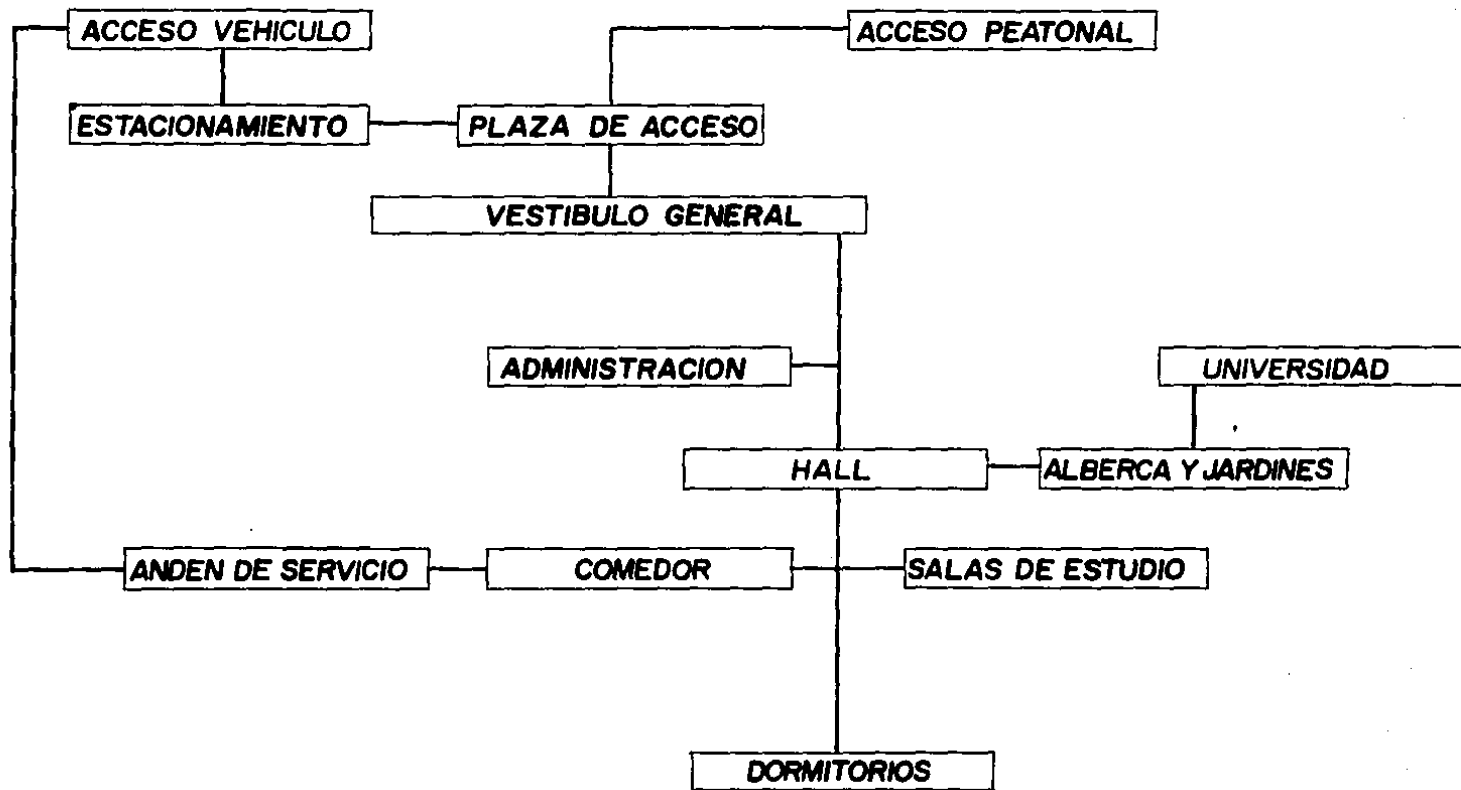 ACCESO VEHICULO
ACCESO PEATONAL
ESTACIONAMIENTO
PLAZA DE ACCESO
VESTIBULO GENERAL
ADMINISTRACION
UNIVERSIDAD
HALL
ALBERCA Y JARDINES
ANDEN DE SERVICIO
COMEDOR
SALAS DE ESTUDIO
DORMITORIOS